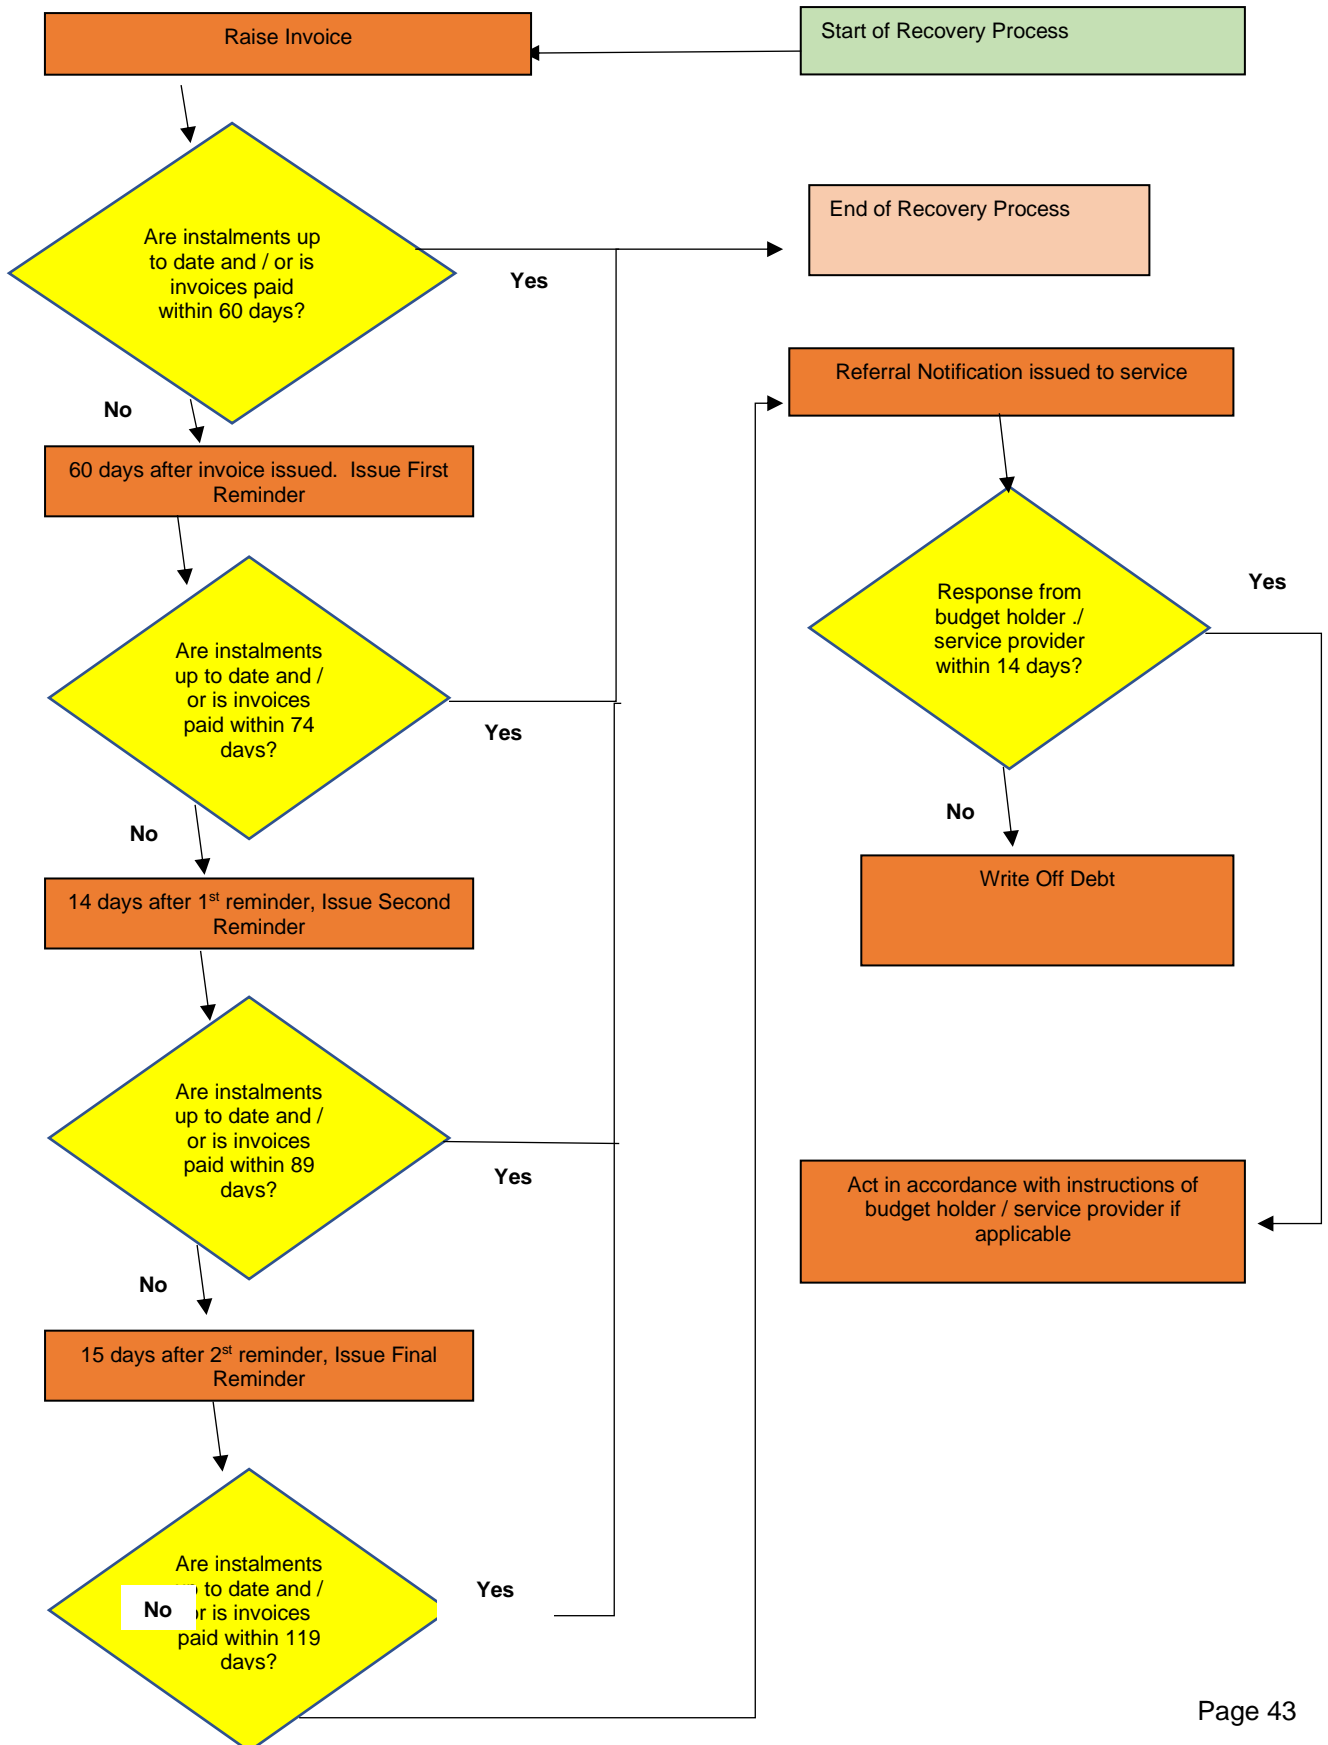 Raise Invoice
Start of Recovery Process
Are instalments up
to date and / or is
invoices paid
within 60 days?
Yes
End of Recovery Process
No
60 days after invoice issued.  Issue First
Reminder
Are instalments
up to date and /
or is invoices
paid within 74
days?
Yes
No
14 days after 1st reminder, Issue Second
Reminder
Are instalments
up to date and /
or is invoices
paid within 89
days?
Yes
No
15 days after 2st reminder, Issue Final
Reminder
Are instalments
up to date and /
or is invoices
paid within 119
days?
Yes
No
Referral Notification issued to service
Response from
budget holder ./
service provider
within 14 days?
Yes
No
Write Off Debt
Act in accordance with instructions of
budget holder / service provider if
applicable
Page 43